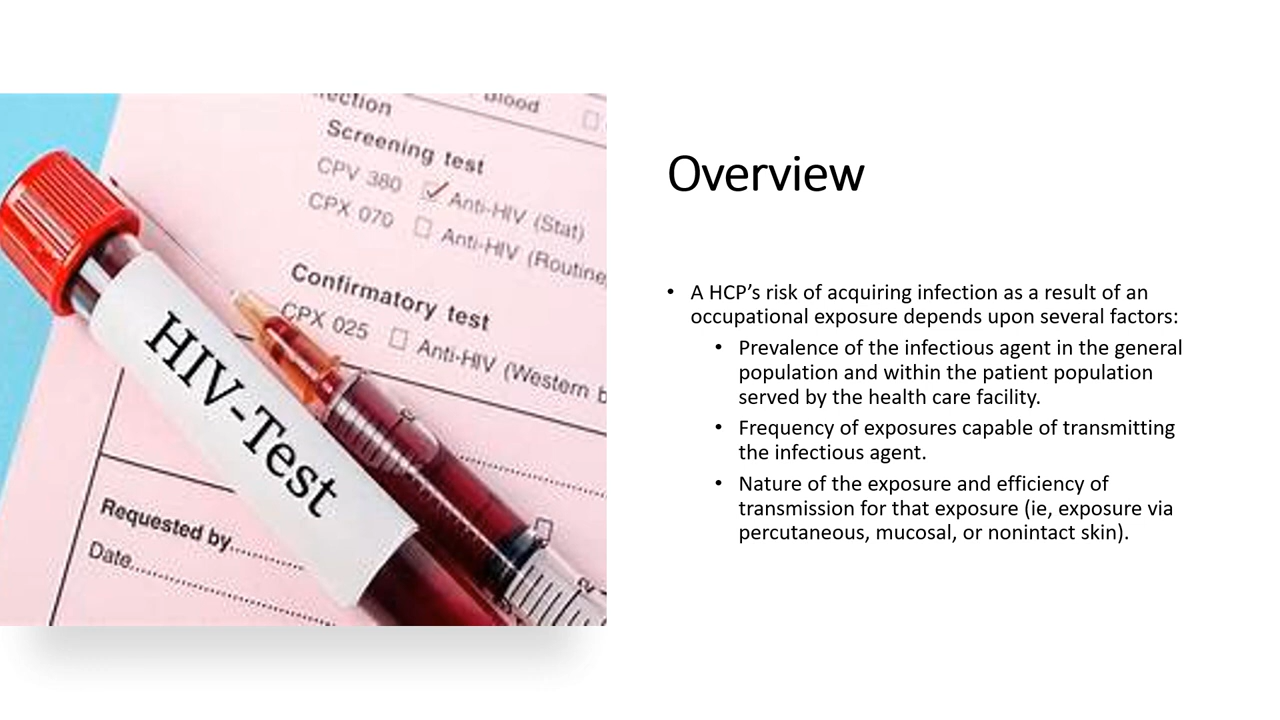 ection
Blood
Screening test
CPV 380 Anti-HIV (Stat)
CPX 070 Anti-HIV (Routine,
Confirmatory test
CPX 025 Anti-HIV (Western b
HIV-Test
Requested by
Date
Overview
• A HCP’s risk of acquiring infection as a result of an
occupational exposure depends upon several factors:
• Prevalence of the infectious agent in the general
population and within the patient population
served by the health care facility.
• Frequency of exposures capable of transmitting
the infectious agent.
• Nature of the exposure and efficiency of
transmission for that exposure (ie, exposure via
percutaneous, mucosal, or nonintact skin).